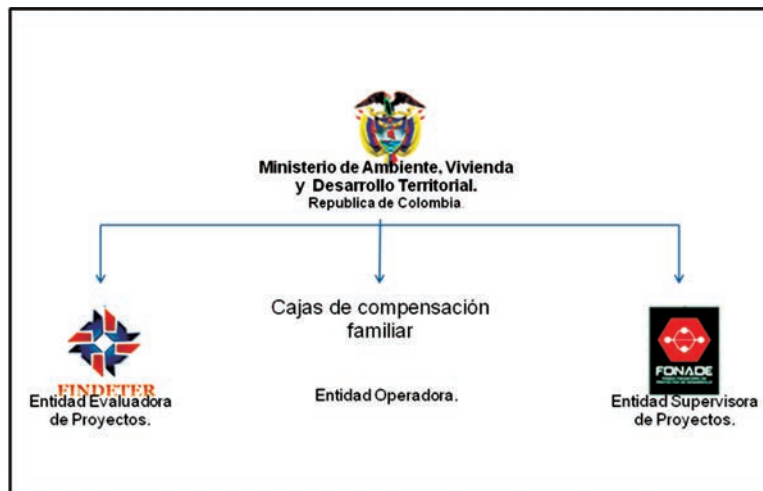 Ministerio de Ambiente, Vivienda
y Desarrollo Territorial.
Republica de Colombia
Cajas de compensación
familiar
FINDETER
Entidad Evaluadora
de Proyectos.
Entidad Operadora.
FONADE
Entidad Supervisora
de Proyectos.